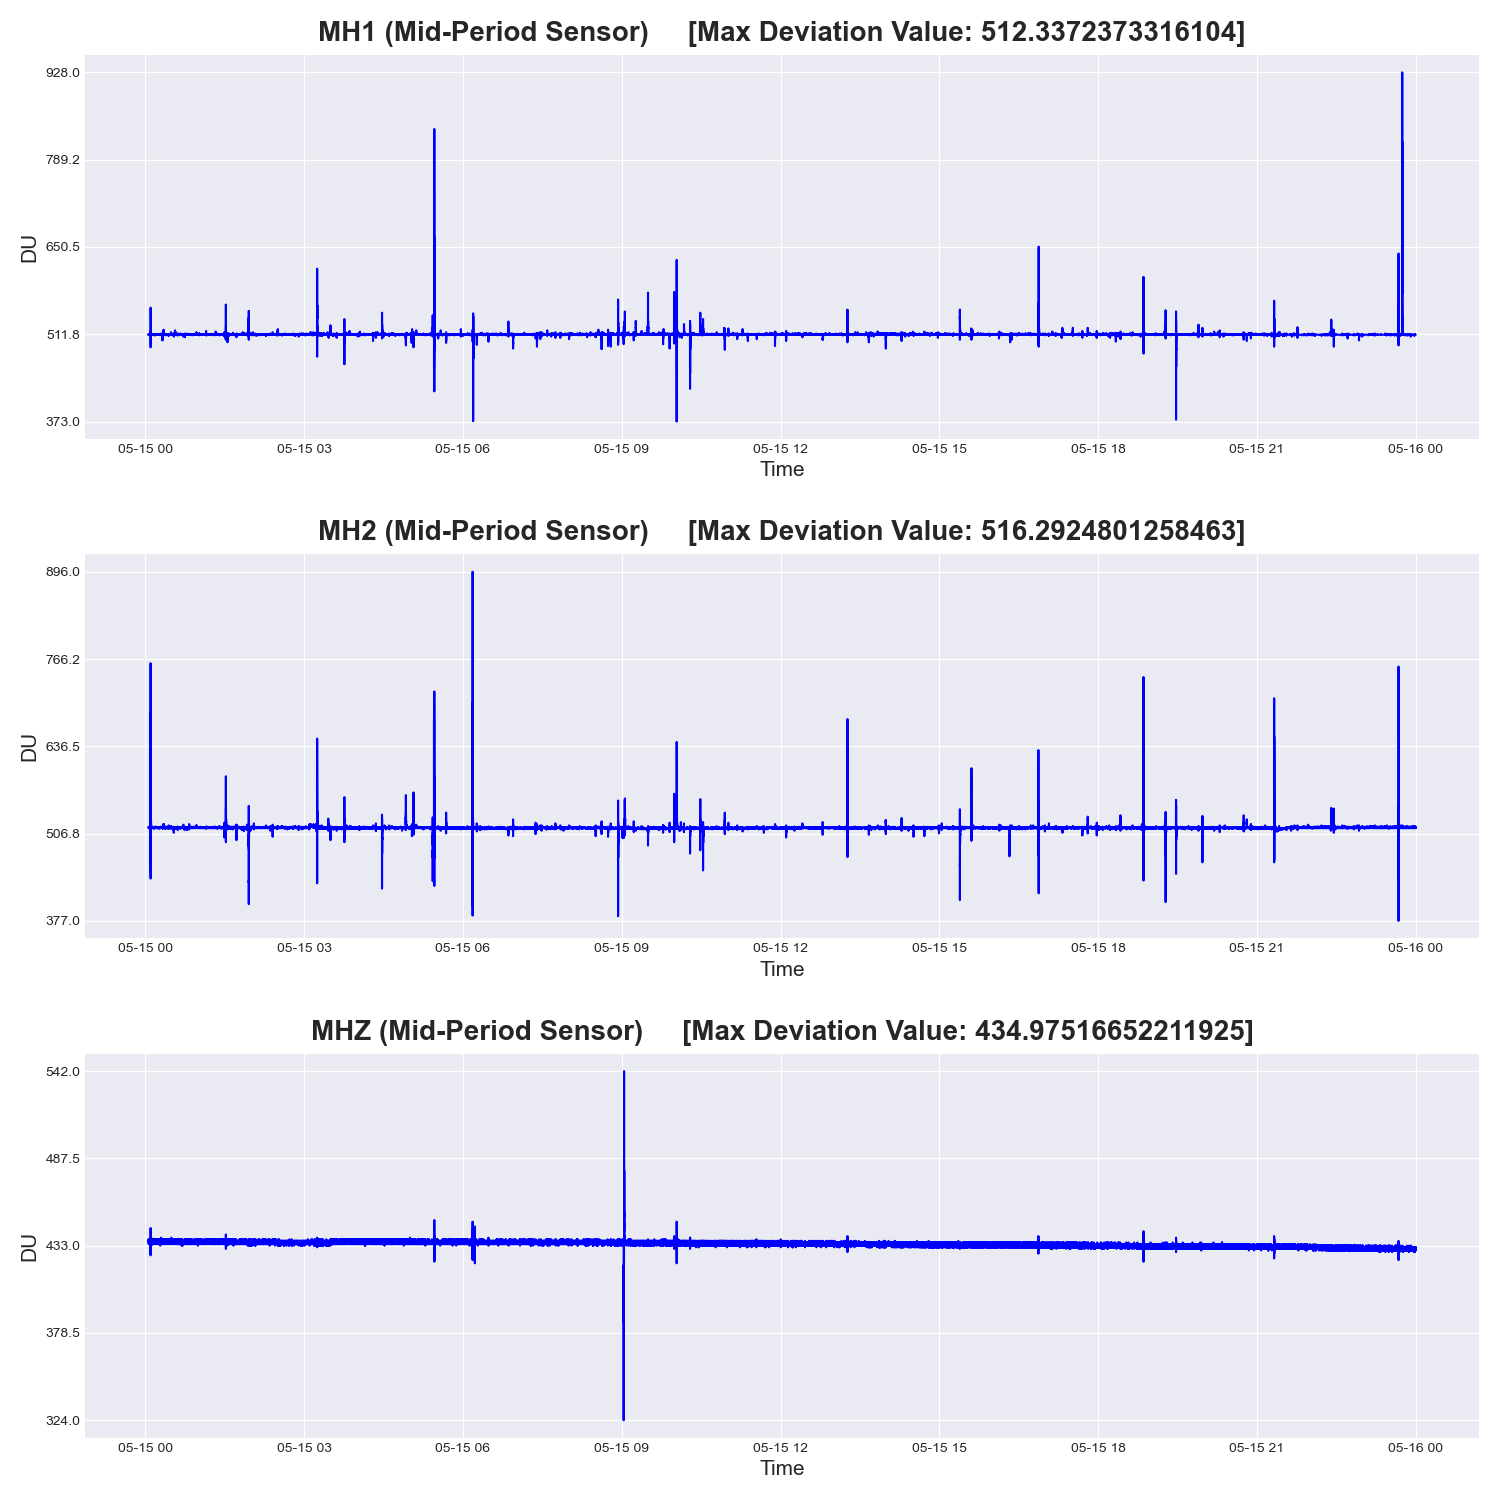 MH1 (Mid-Period Sensor) [Max Deviation Value: 512.3372373316104]
928.0
789.2
650.5
511.8
373.0
DU
05-15 00 05-15 03 05-15 06 05-15 09 05-15 12 05-15 15 05-15 18 05-15 21 05-16 00
Time
MH2 (Mid-Period Sensor) [Max Deviation Value: 516.2924801258463]
896.0
766.2
636.5
506.8
377.0
DU
05-15 00 05-15 03 05-15 06 05-15 09 05-15 12 05-15 15 05-15 18 05-15 21 05-16 00
Time
MHZ (Mid-Period Sensor) [Max Deviation Value: 434.97516652211925]
542.0
487.5
433.0
378.5
324.0
DU
05-15 00 05-15 03 05-15 06 05-15 09 05-15 12 05-15 15 05-15 18 05-15 21 05-16 00
Time